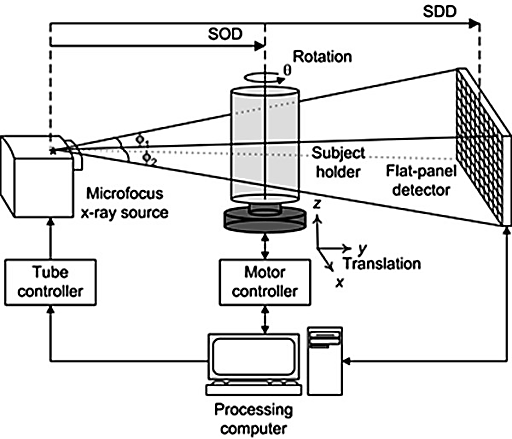 SDD
SOD
θ
Rotation
ϕ1
ϕ2
Subject
holder
Flat-panel
detector
Microfocus
x-ray source
z
y
x
Translation
Tube
controller
Motor
controller
Processing
computer